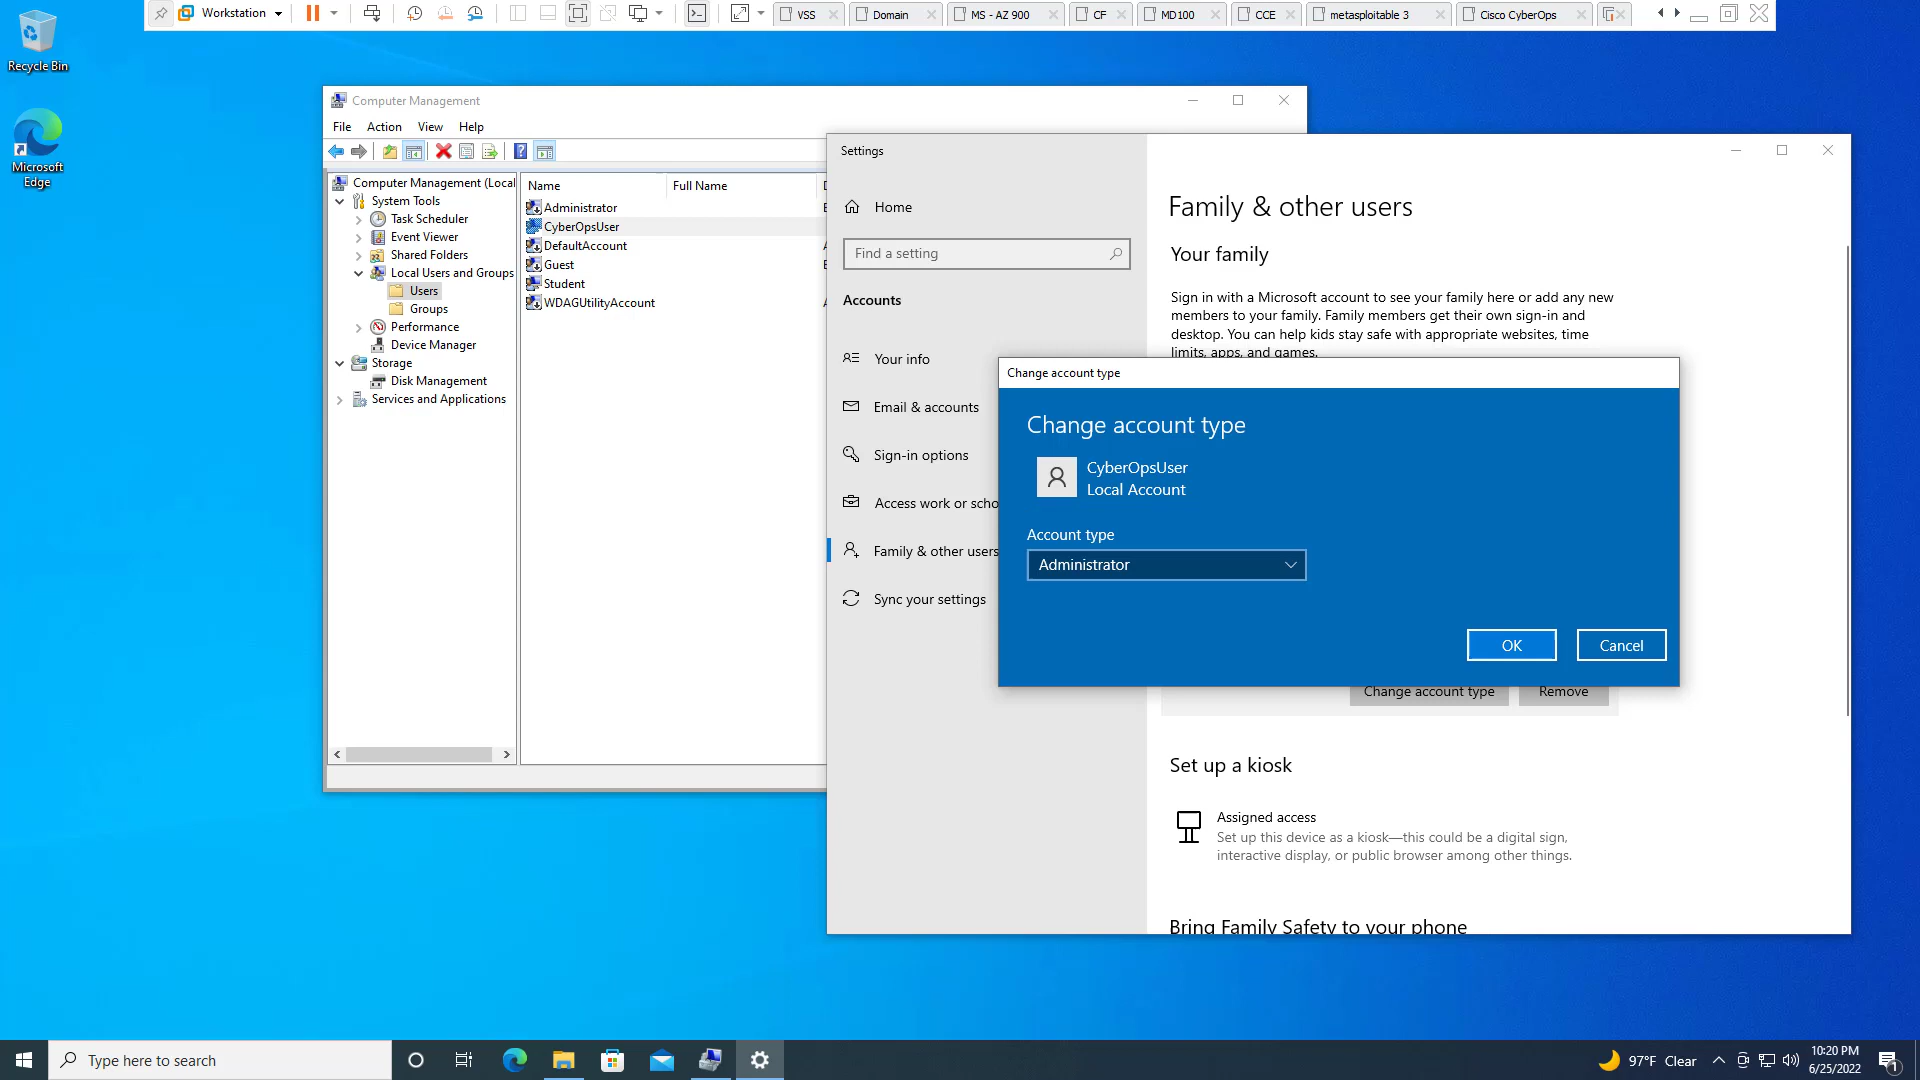 Workstation
VSS
Domain
MS - AZ 900
CF
MD100
CCE
metasploitable 3
Cisco CyberOps
Recycle Bin
Microsoft
Edge
Computer Management
File Action View Help
Computer Management (Local
System Tools
Task Scheduler
Event Viewer
Shared Folders
Local Users and Groups
Users
Groups
Performance
Device Manager
Storage
Disk Management
Services and Applications
Name Full Name
Administrator
CyberOpsUser
DefaultAccount
Guest
Student
WDAGUtilityAccount
Settings
Home
Find a setting
Accounts
Your info
Email & accounts
Sign-in options
Access work or scho
Family & other users
Sync your settings
Family & other users
Your family
Sign in with a Microsoft account to see your family here or add any new
members to your family. Family members get their own sign-in and
desktop. You can help kids stay safe with appropriate websites, time
limits, apps, and games.
Change account type
Change account type
CyberOpsUser
Local Account
Account type
Administrator
OK Cancel
Change account type Remove
Set up a kiosk
Assigned access
Set up this device as a kiosk—this could be a digital sign,
interactive display, or public browser among other things.
Bring Family Safety to your phone
Type here to search
97°F Clear
10:20 PM
6/25/2022
1